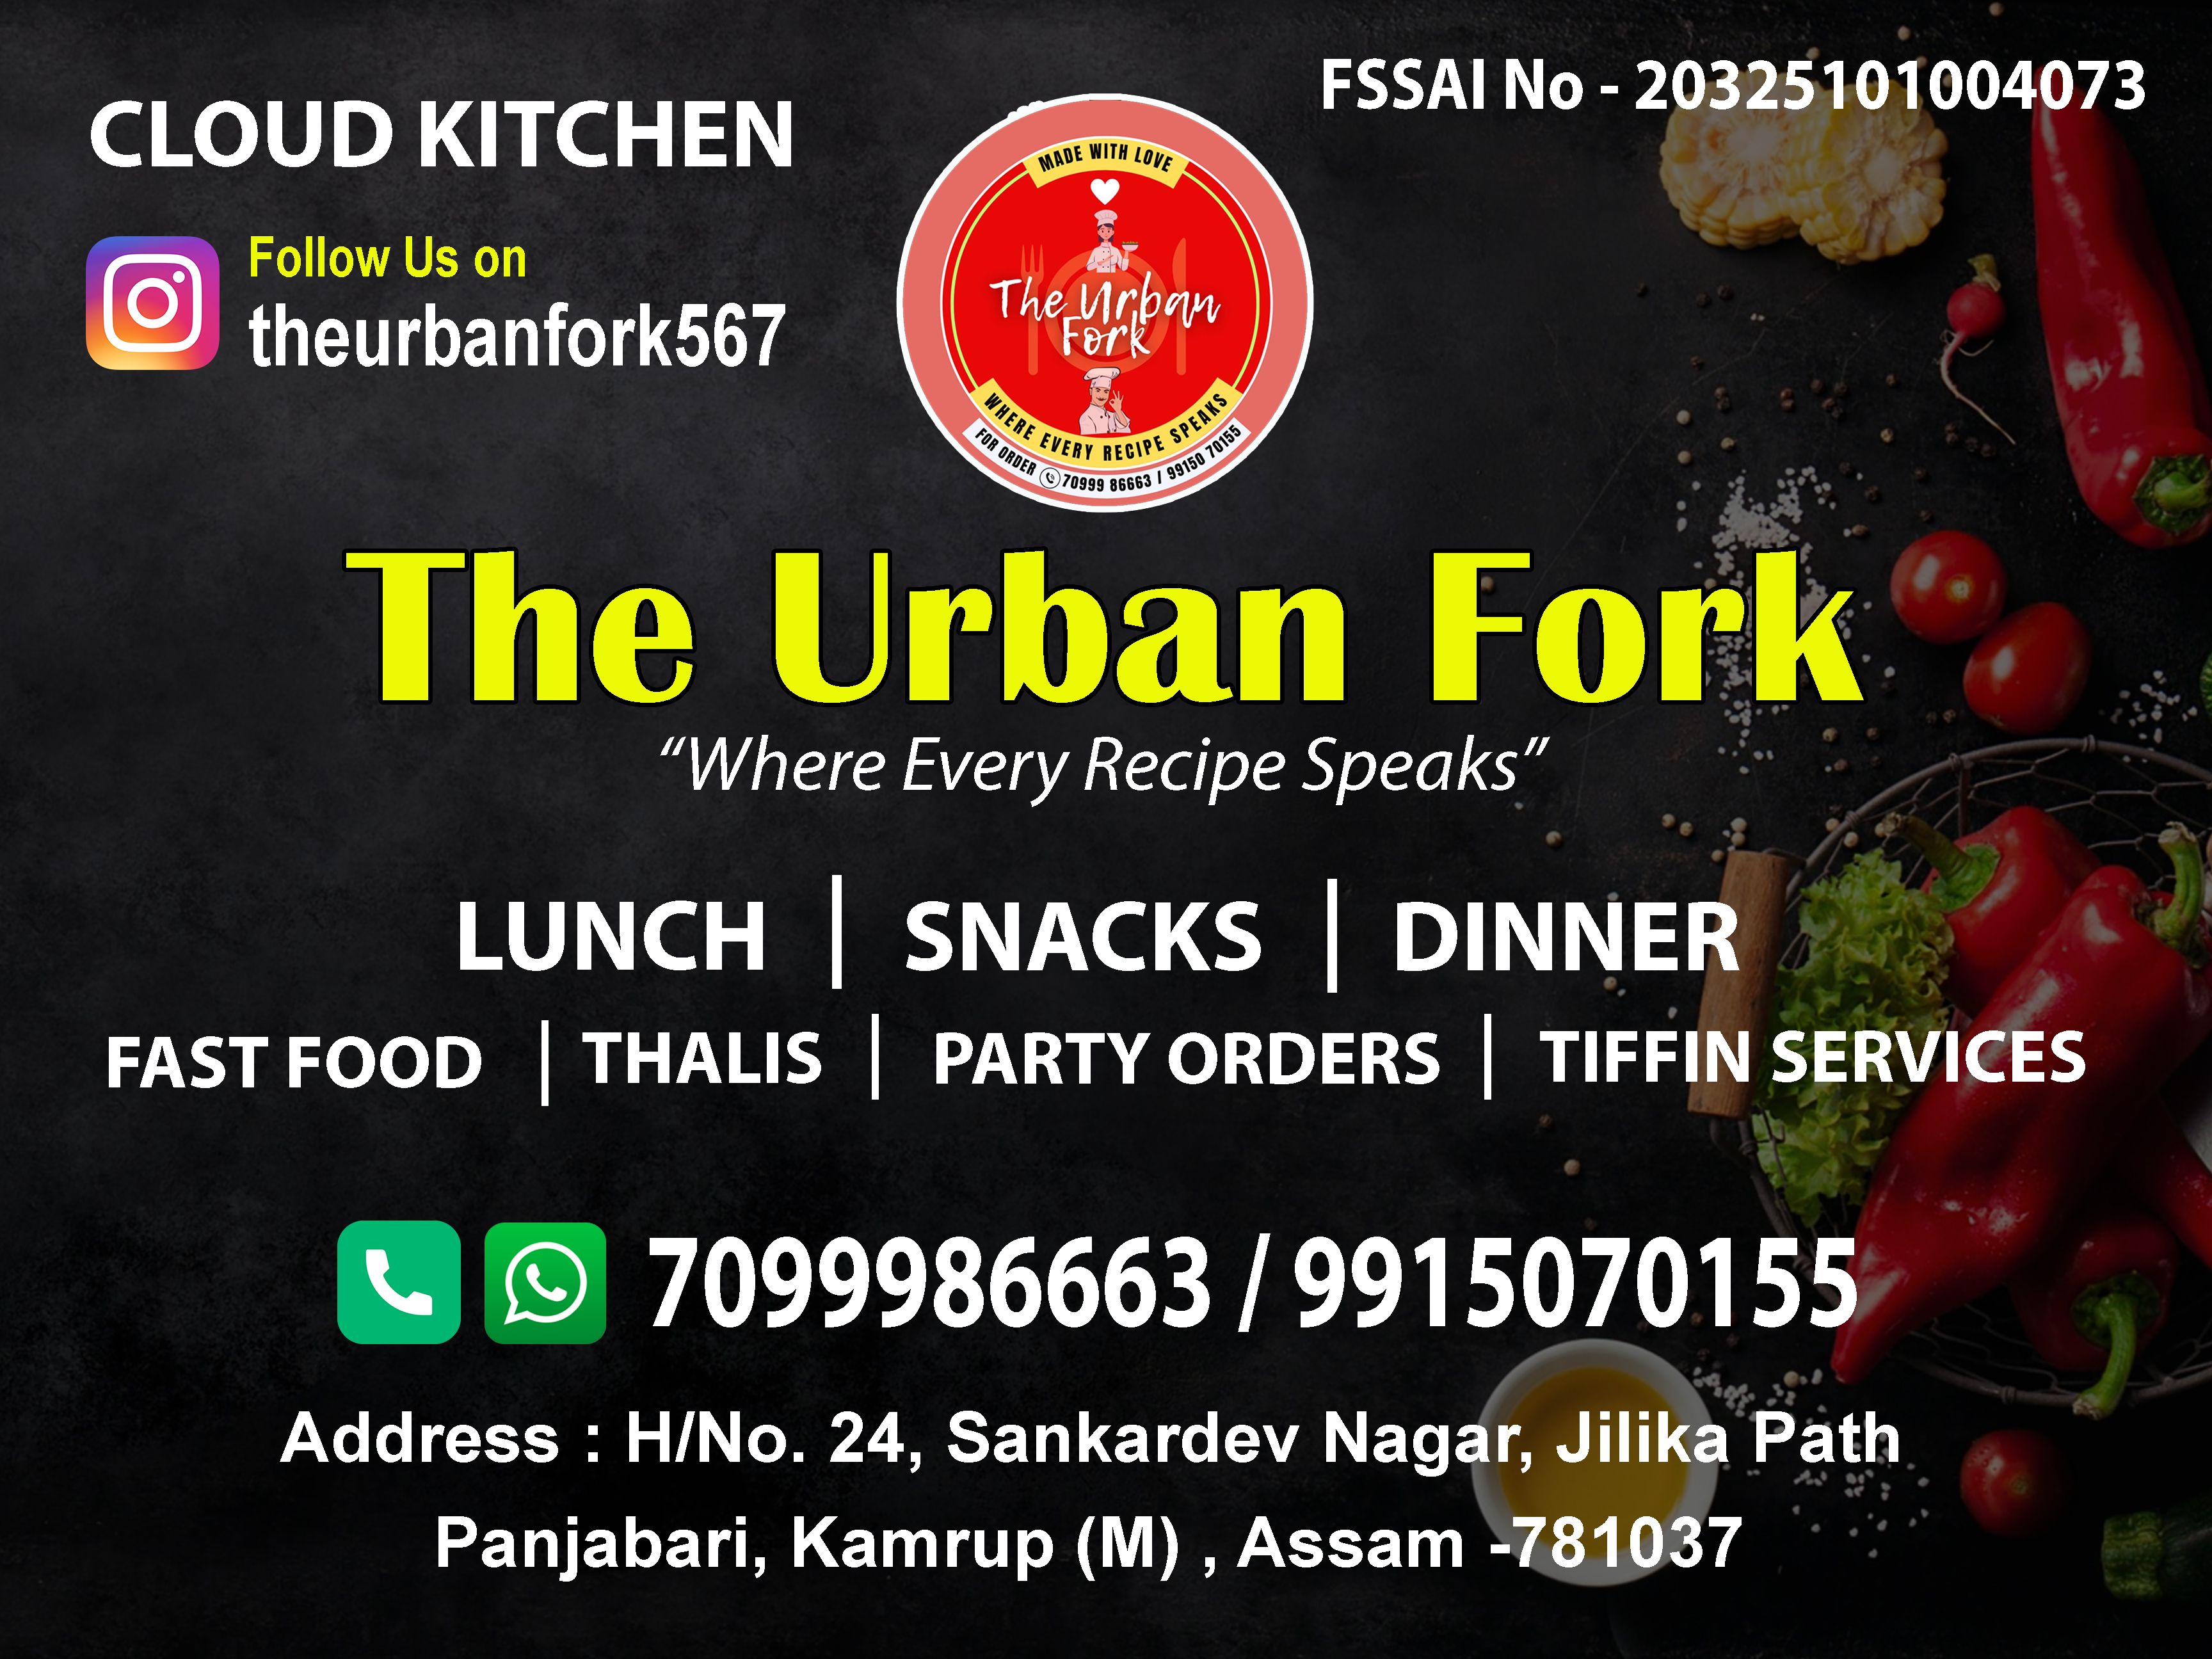 FSSAI No - 20325101004073
CLOUD KITCHEN
Follow Us on
theurbanfork567
MADE WITH LOVE
The Urban
Fork
WHERE EVERY RECIPE SPEAKS
FOR ORDER 70999 86663 / 99150 70155
The Urban Fork
“Where Every Recipe Speaks”
LUNCH | SNACKS | DINNER
FAST FOOD | THALIS | PARTY ORDERS | TIFFIN SERVICES
7099986663 / 9915070155
Address : H/No. 24, Sankardev Nagar, Jilika Path
Panjabari, Kamrup (M) , Assam -781037